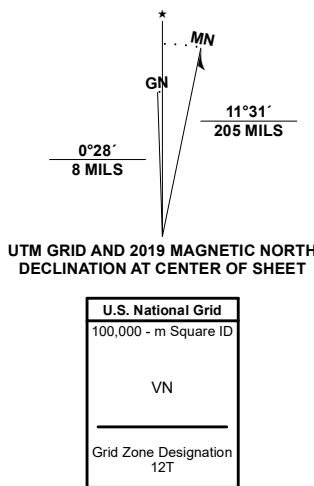 ★
MN
GN
11°31´
205 MILS
0°28´
8 MILS
UTM GRID AND 2019 MAGNETIC NORTH
DECLINATION AT CENTER OF SHEET
U.S. National Grid
100,000 - m Square ID
VN
Grid Zone Designation
12T